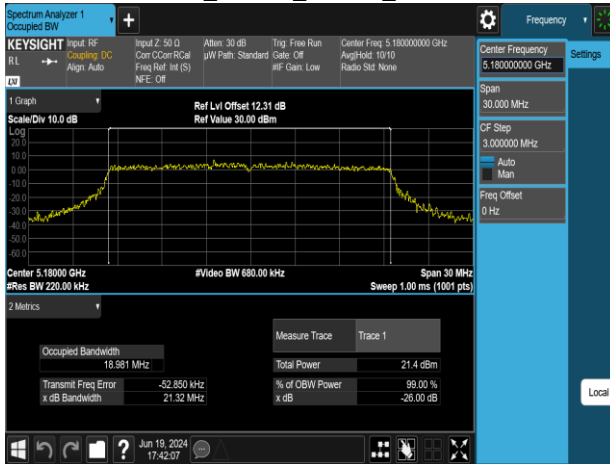 Spectrum Analyzer 1
Occupied BW
Frequency
KEYSIGHT
RL
LXI
Input: RF
Coupling: DC
Align: Auto
Input Z: 50 Ω
Corr CCorr RCal
Freq Ref: Int (S)
NFE: Off
Atten: 30 dB
µW Path: Standard
Trig: Free Run
Gate: Off
#IF Gain: Low
Center Freq: 5.180000000 GHz
Avg|Hold: 10/10
Radio Std: None
Center Frequency
5.180000000 GHz
Settings
Span
30.000 MHz
CF Step
3.000000 MHz
Auto
Man
Freq Offset
0 Hz
Local
1 Graph
Scale/Div 10.0 dB
Ref Lvl Offset 12.31 dB
Ref Value 30.00 dBm
Log
20.0
10.0
0.00
-10.0
-20.0
-30.0
-40.0
-50.0
-60.0
Center 5.18000 GHz
#Video BW 680.00 kHz
Span 30 MHz
#Res BW 220.00 kHz
Sweep 1.00 ms (1001 pts)
2 Metrics
Measure Trace
Trace 1
Occupied Bandwidth
18.981 MHz
Total Power
21.4 dBm
Transmit Freq Error
-52.850 kHz
% of OBW Power
99.00 %
x dB Bandwidth
21.32 MHz
x dB
-26.00 dB
?
Jun 19, 2024
17:42:07